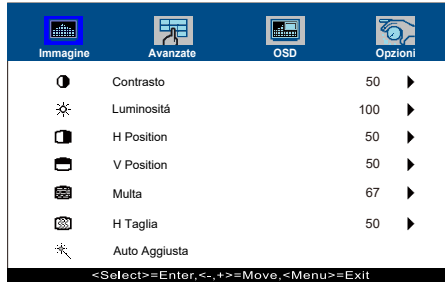 Immagine Avanzate OSD Opzioni
Contrasto 50
Luminositá 100
H Position 50
V Position 50
Multa 67
H Taglia 50
Auto Aggiusta
<Select>=Enter,<-,+>=Move,<Menu>=Exit